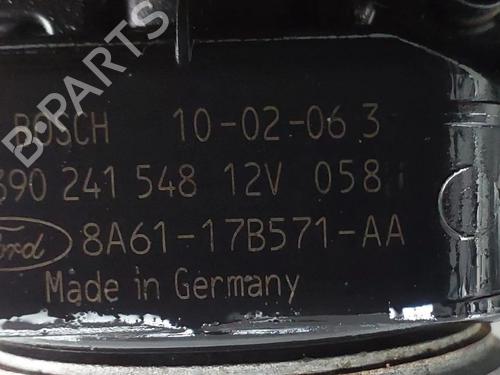 BOSCH 10-02-06 3
390 241 548 12V 058
Ford 8A61-17B571-AA
Made in Germany
B-PARTS